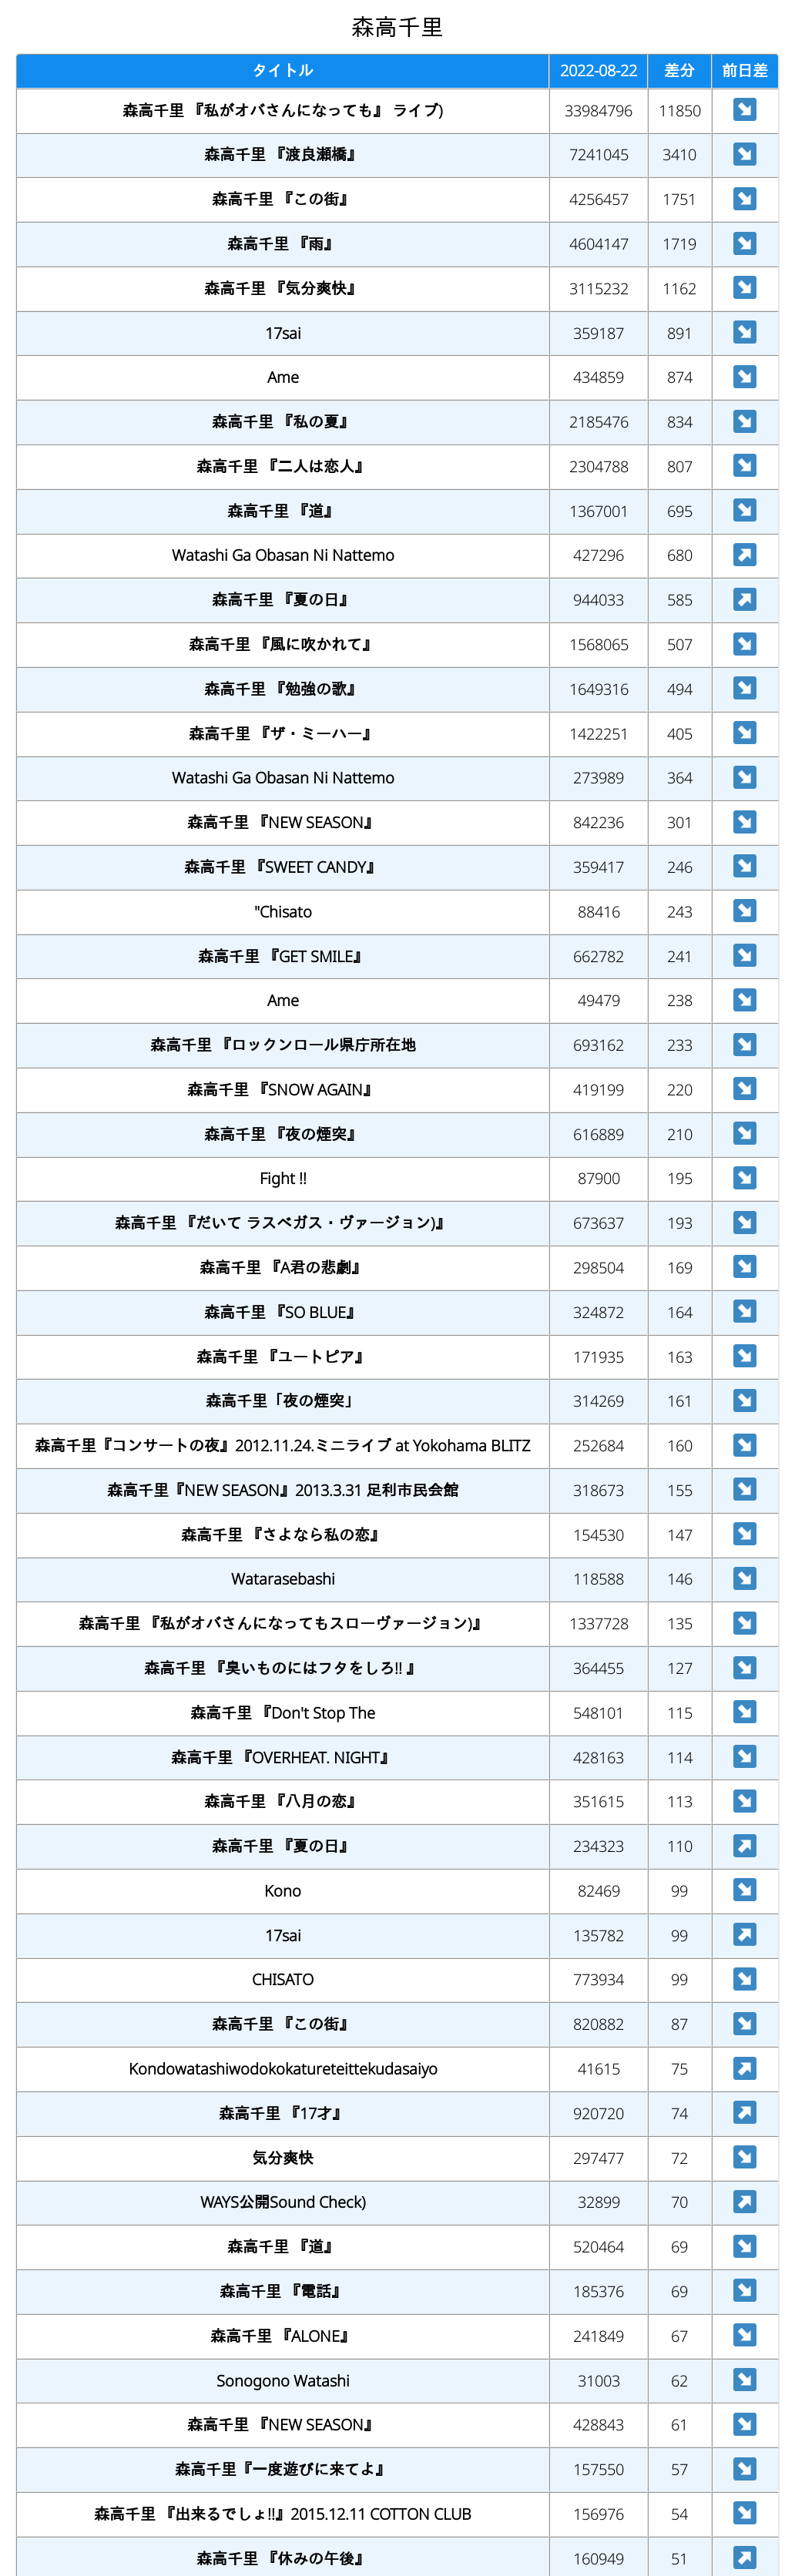 森高千里
タイトル 2022-08-22 差分 前日差
森高千里 『私がオバさんになっても』 ライブ) 33984796 11850
森高千里 『渡良瀬橋』 7241045 3410
森高千里 『この街』 4256457 1751
森高千里 『雨』 4604147 1719
森高千里 『気分爽快』 3115232 1162
17sai 359187 891
Ame 434859 874
森高千里 『私の夏』 2185476 834
森高千里 『二人は恋人』 2304788 807
森高千里 『道』 1367001 695
Watashi Ga Obasan Ni Nattemo 427296 680
森高千里 『夏の日』 944033 585
森高千里 『風に吹かれて』 1568065 507
森高千里 『勉強の歌』 1649316 494
森高千里 『ザ・ミーハー』 1422251 405
Watashi Ga Obasan Ni Nattemo 273989 364
森高千里 『NEW SEASON』 842236 301
森高千里 『SWEET CANDY』 359417 246
"Chisato 88416 243
森高千里 『GET SMILE』 662782 241
Ame 49479 238
森高千里 『ロックンロール県庁所在地 693162 233
森高千里 『SNOW AGAIN』 419199 220
森高千里 『夜の煙突』 616889 210
Fight !! 87900 195
森高千里 『だいて ラスベガス・ヴァージョン)』 673637 193
森高千里 『A君の悲劇』 298504 169
森高千里 『SO BLUE』 324872 164
森高千里 『ユートピア』 171935 163
森高千里「夜の煙突」 314269 161
森高千里『コンサートの夜』2012.11.24.ミニライブ at Yokohama BLITZ 252684 160
森高千里『NEW SEASON』2013.3.31 足利市民会館 318673 155
森高千里 『さよなら私の恋』 154530 147
Watarasebashi 118588 146
森高千里 『私がオバさんになってもスローヴァージョン)』 1337728 135
森高千里 『臭いものにはフタをしろ!! 』 364455 127
森高千里 『Don't Stop The 548101 115
森高千里 『OVERHEAT. NIGHT』 428163 114
森高千里 『八月の恋』 351615 113
森高千里 『夏の日』 234323 110
Kono 82469 99
17sai 135782 99
CHISATO 773934 99
森高千里 『この街』 820882 87
Kondowatashiwodokokatureteittekudasaiyo 41615 75
森高千里 『17才』 920720 74
気分爽快 297477 72
WAYS公開Sound Check) 32899 70
森高千里 『道』 520464 69
森高千里 『電話』 185376 69
森高千里 『ALONE』 241849 67
Sonogono Watashi 31003 62
森高千里 『NEW SEASON』 428843 61
森高千里『一度遊びに来てよ』 157550 57
森高千里 『出来るでしょ!!』2015.12.11 COTTON CLUB 156976 54
森高千里 『休みの午後』 160949 51